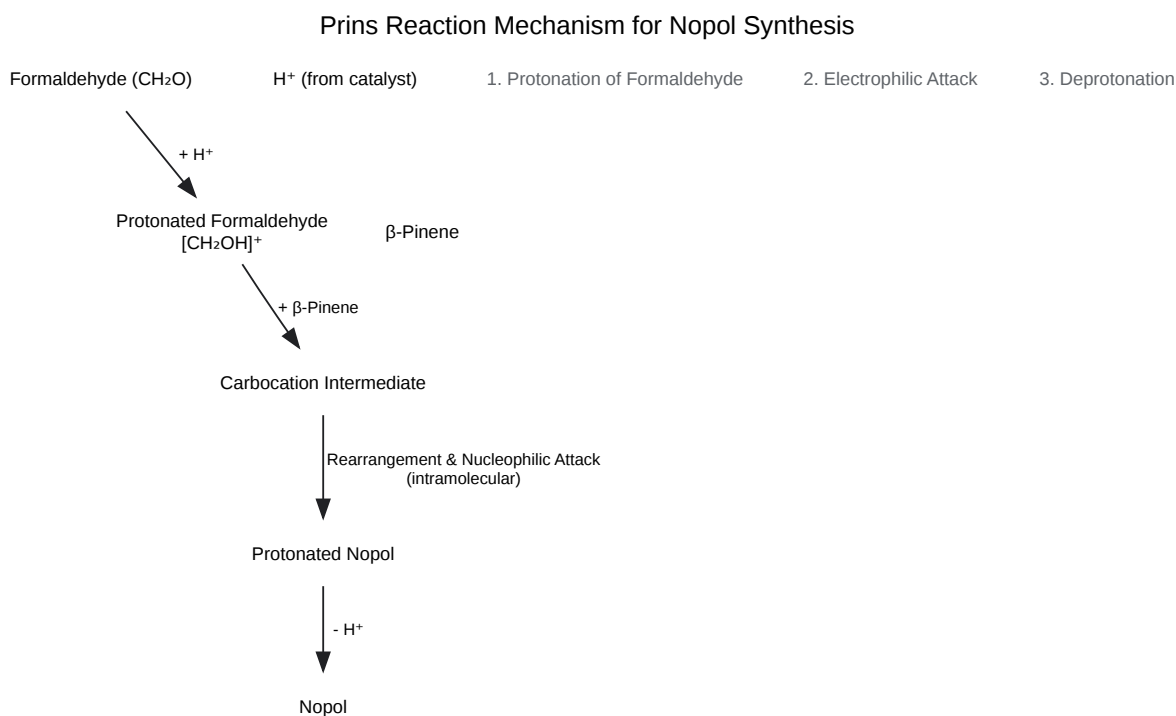 Prins Reaction Mechanism for Nopol Synthesis
Formaldehyde (CH₂O)
H⁺ (from catalyst)
1. Protonation of Formaldehyde
2. Electrophilic Attack
3. Deprotonation
+ H⁺
Protonated Formaldehyde
[CH₂OH]⁺
β-Pinene
+ β-Pinene
Carbocation Intermediate
Rearrangement & Nucleophilic Attack
(intramolecular)
Protonated Nopol
- H⁺
Nopol